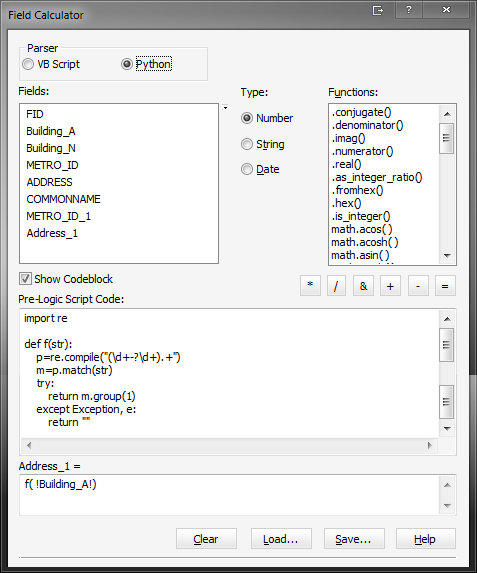 Field Calculator
Parser
VB Script
Python
Fields:
Type:
Functions:
FID
Building_A
Building_N
METRO_ID
ADDRESS
COMMONNAME
METRO_ID_1
Address_1
Number
String
Date
.conjugate()
.denominator()
.imag()
.numerator()
.real()
.as_integer_ratio()
.fromhex()
.hex()
.is_integer()
math.acos( )
math.acosh( )
math.asin( )
Show Codeblock
* / & + - =
Pre-Logic Script Code:
import re
def f(str):
p=re.compile("(\d+-?\d+).+")
m=p.match(str)
try:
return m.group(1)
except Exception, e:
return ""
Address_1 =
f( !Building_A!)
Clear
Load...
Save...
Help